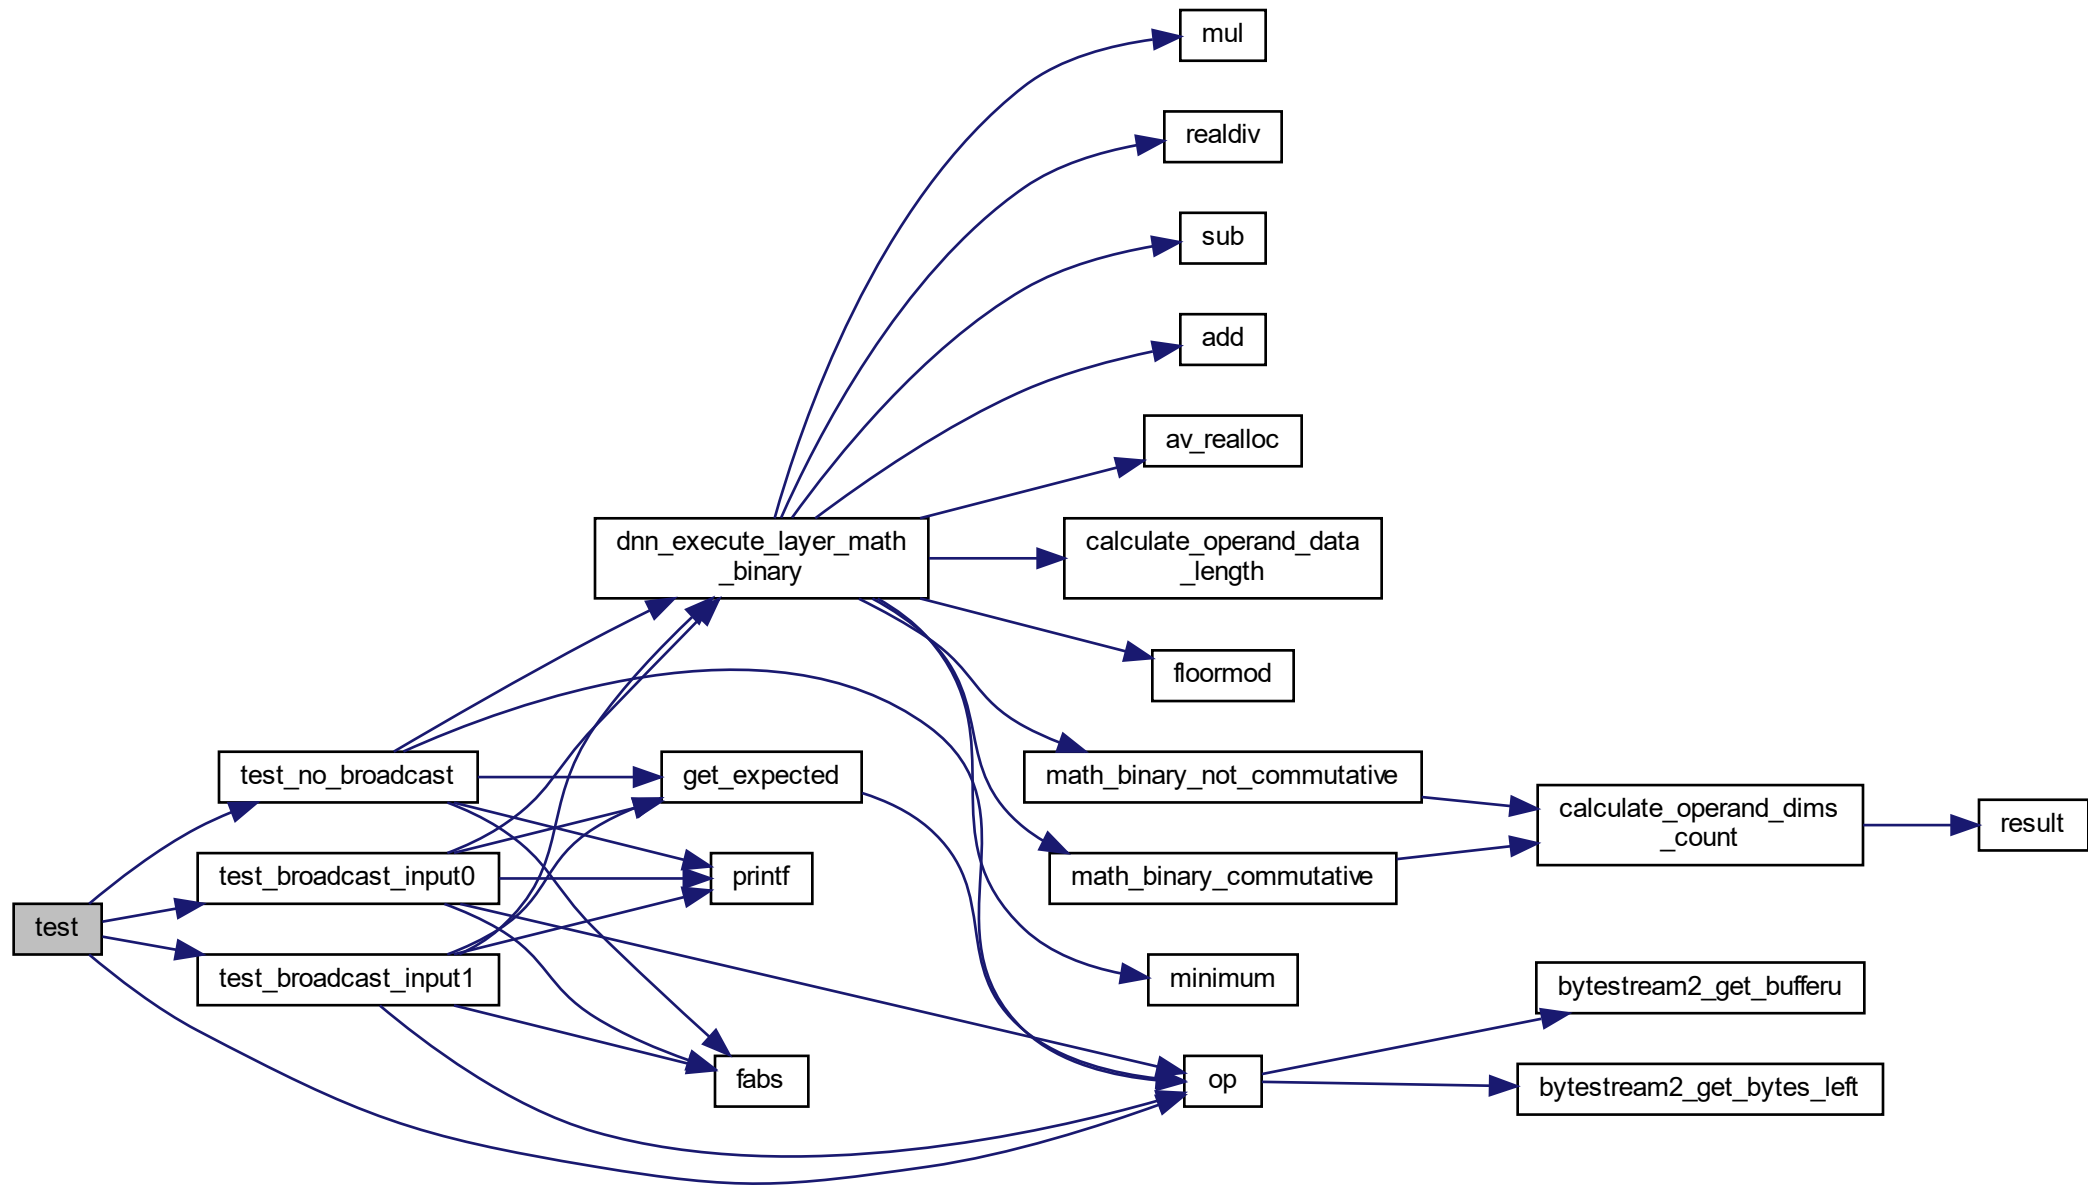 mul
realdiv
sub
add
av_realloc
dnn_execute_layer_math
_binary
calculate_operand_data
_length
floormod
test_no_broadcast
get_expected
math_binary_not_commutative
calculate_operand_dims
_count
result
test_broadcast_input0
printf
math_binary_commutative
test
test_broadcast_input1
minimum
bytestream2_get_bufferu
fabs
op
bytestream2_get_bytes_left